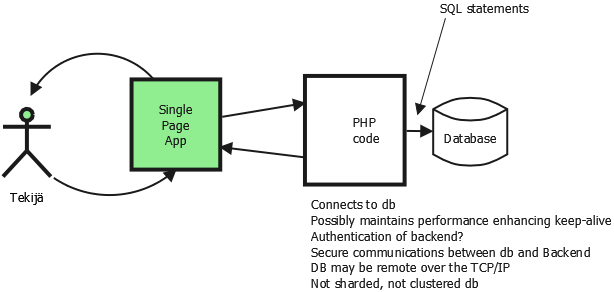 SQL statements
Single
Page
App
PHP
code
Database
Tekijä
Connects to db
Possibly maintains performance enhancing keep-alive
Authentication of backend?
Secure communications between db and Backend
DB may be remote over the TCP/IP
Not sharded, not clustered db